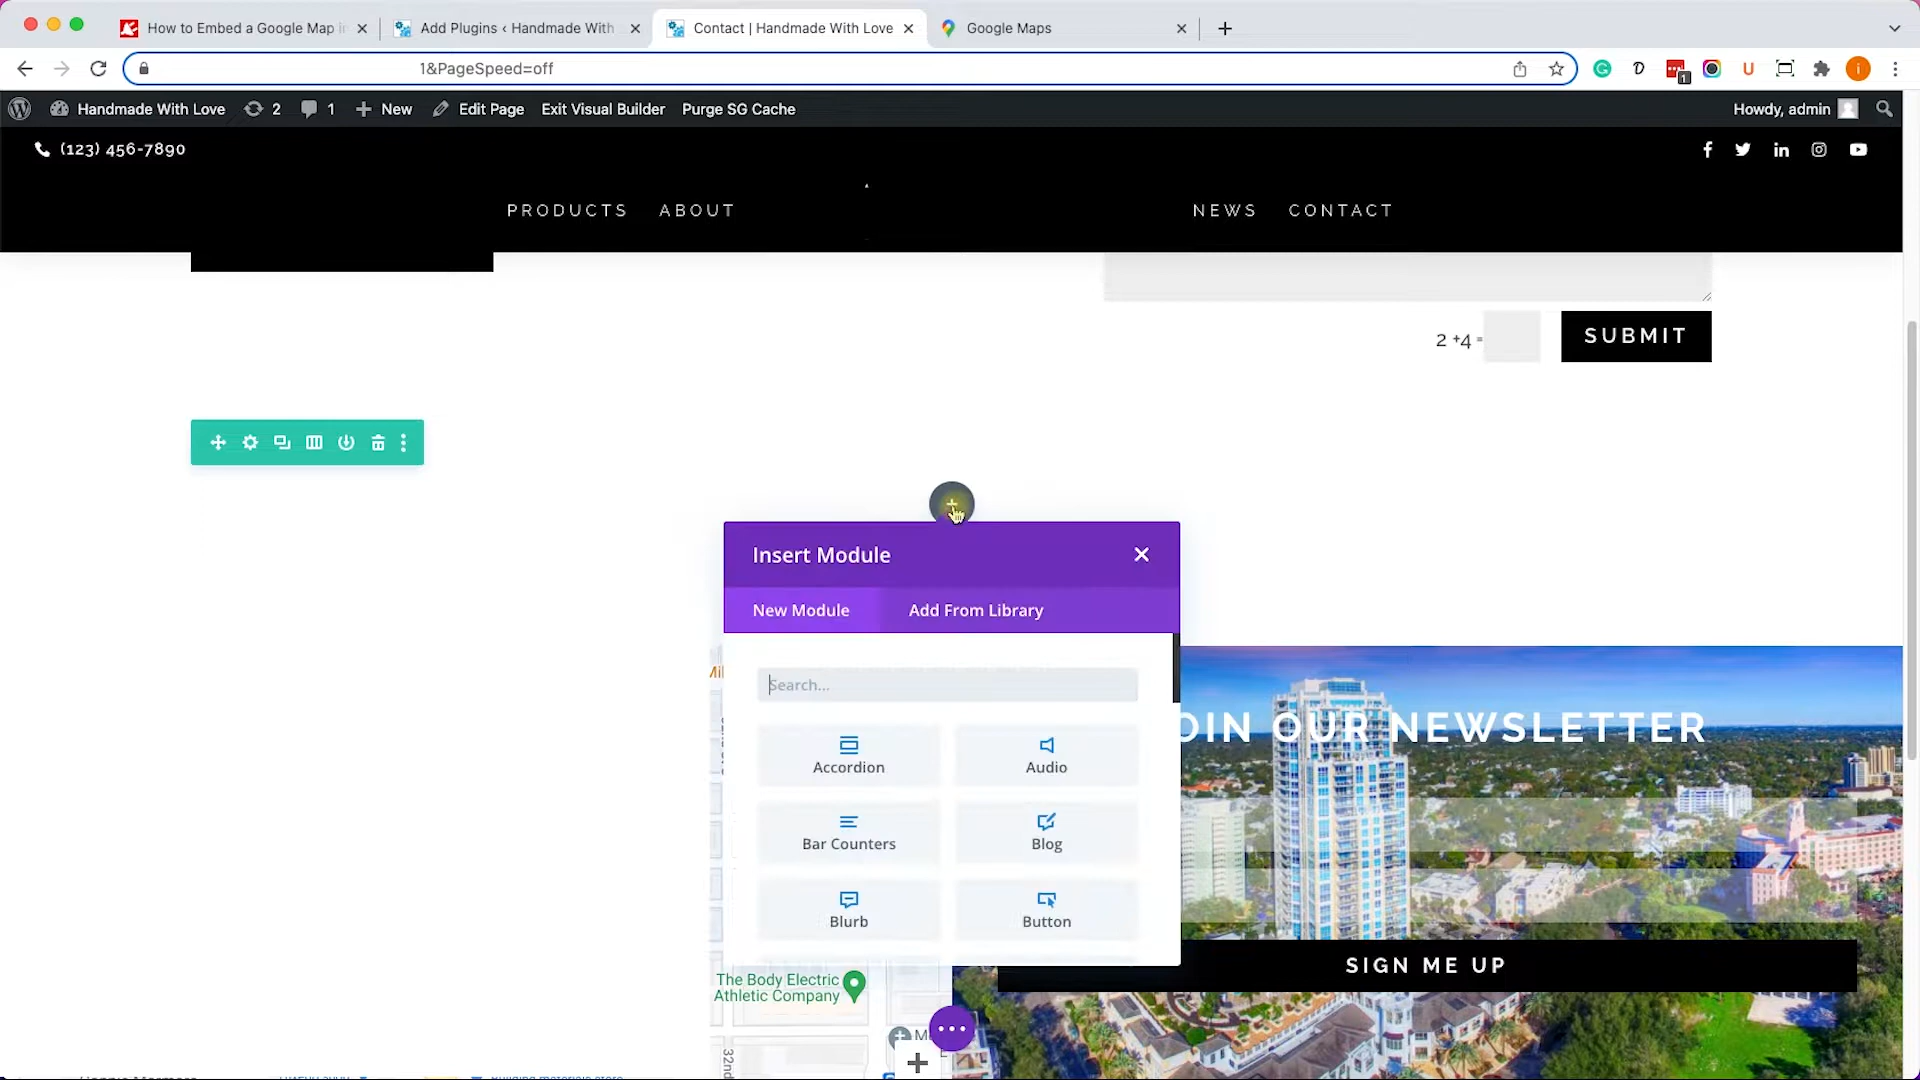 How to Embed a Google Map in
Add Plugins ‹ Handmade With
Contact | Handmade With Love
Google Maps
1&PageSpeed=off
Handmade With Love
2
1
New
Edit Page
Exit Visual Builder
Purge SG Cache
Howdy, admin
(123) 456-7890
PRODUCTS
ABOUT
NEWS
CONTACT
2 +4 =
SUBMIT
Insert Module
New Module
Add From Library
Search...
Accordion
Audio
Bar Counters
Blog
Blurb
Button
OIN OUR NEWSLETTER
SIGN ME UP
The Body Electric
Athletic Company
32nd